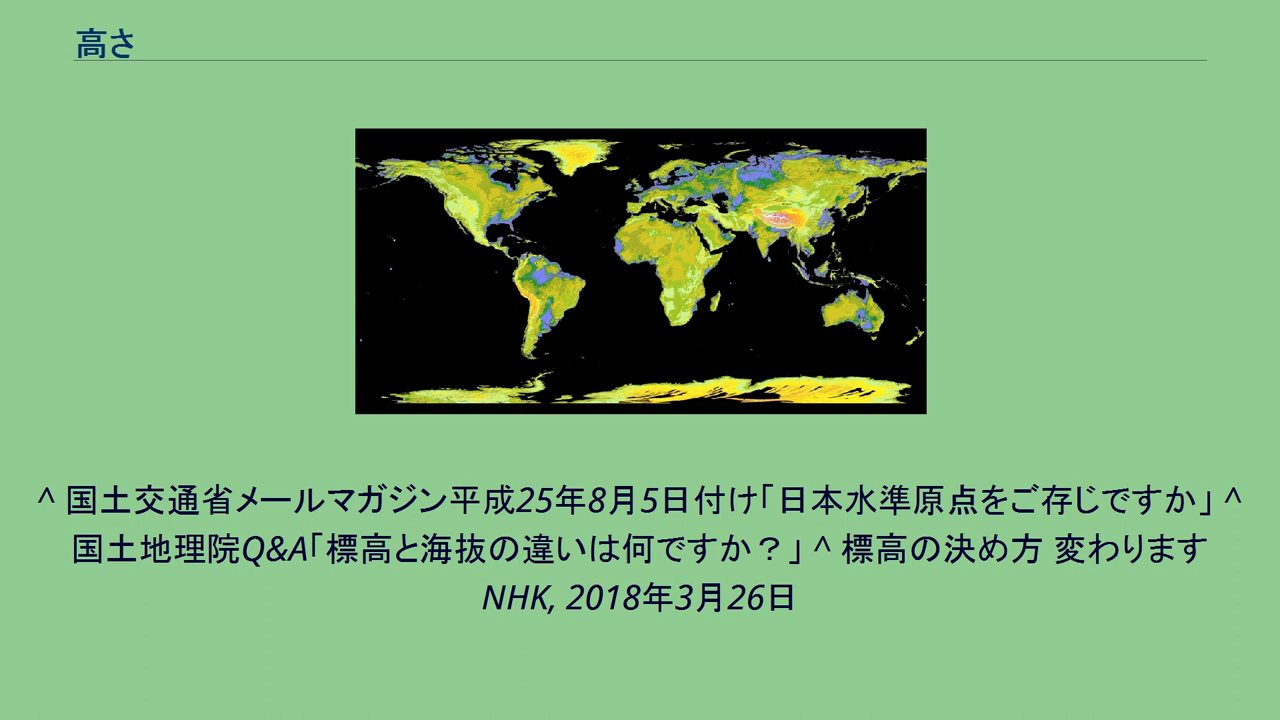 高さ
^ 国土交通省メールマガジン平成25年8月5日付け「日本水準原点をご存じですか」 ^
国土地理院Q&A「標高と海抜の違いは何ですか？」 ^ 標高の決め方 変わります
NHK, 2018年3月26日